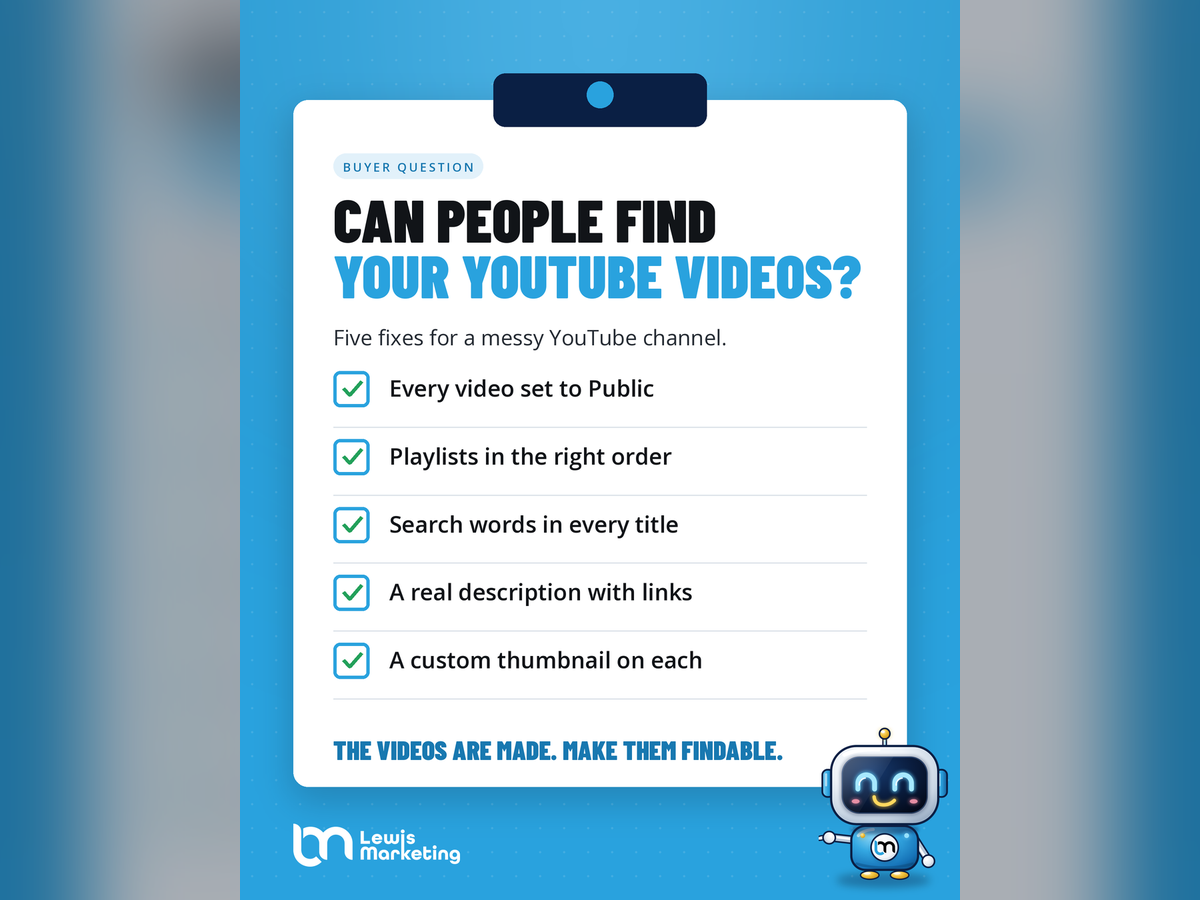 BUYER QUESTION
CAN PEOPLE FIND
YOUR YOUTUBE VIDEOS?
Five fixes for a messy YouTube channel.
Every video set to Public
Playlists in the right order
Search words in every title
A real description with links
A custom thumbnail on each
THE VIDEOS ARE MADE. MAKE THEM FINDABLE.
lm
Lewis
Marketing
lm